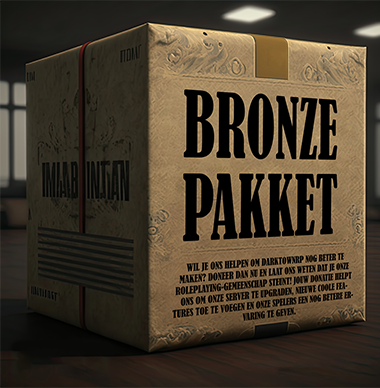 BRONZE
PAKKET
WIL JE ONS HELPEN OM DARKTOWNRP NOG BETER TE
MAKEN? DONEER DAN NU EN LAAT ONS WETEN DAT JE ONZE
ROLEPLAYING-GEMEENSCHAP STEUNT! JOUW DONATIE HELPT
ONS OM ONZE SERVER TE UPGRADEN, NIEUWE COOLE FEA-
TURES TOE TE VOEGEN EN ONZE SPELERS EEN NOG BETERE ER-
VARING TE GEVEN.